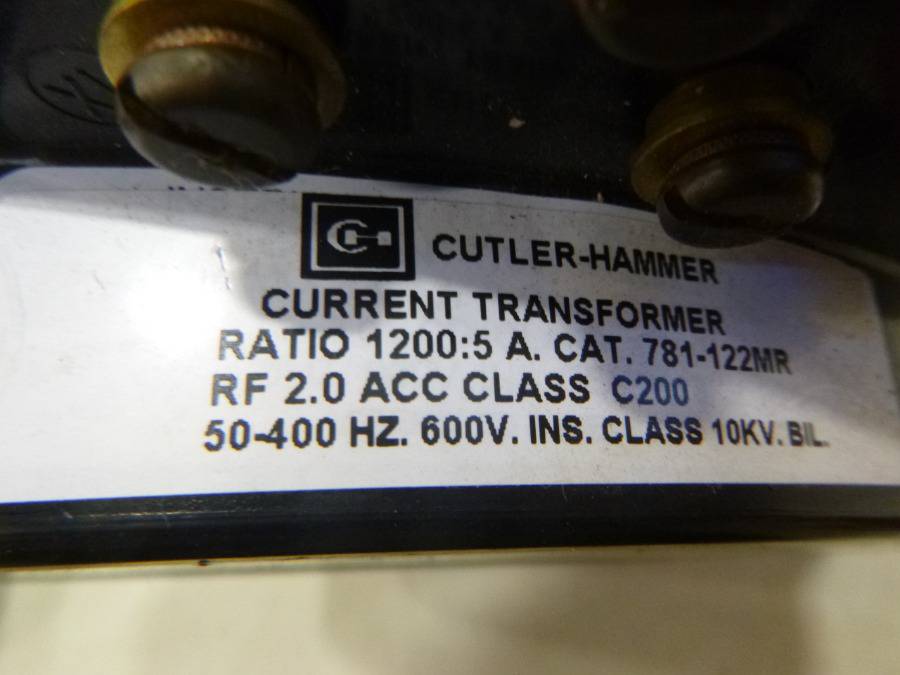 CUTLER-HAMMER
CURRENT TRANSFORMER
RATIO 1200:5 A. CAT. 781-122MR
RF 2.0 ACC CLASS C200
50-400 HZ. 600V. INS. CLASS 10KV. BIL.